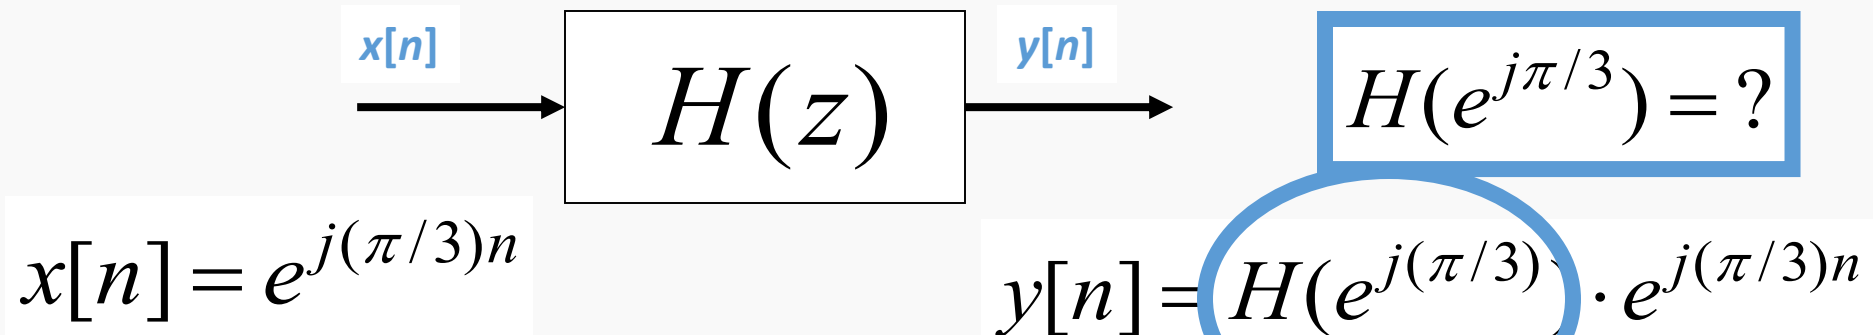 x[n]
H(z)
y[n]
H(e^{jπ/3}) = ?
x[n] = e^{j(π/3)n}
y[n] = H(e^{j(π/3)}) · e^{j(π/3)n}